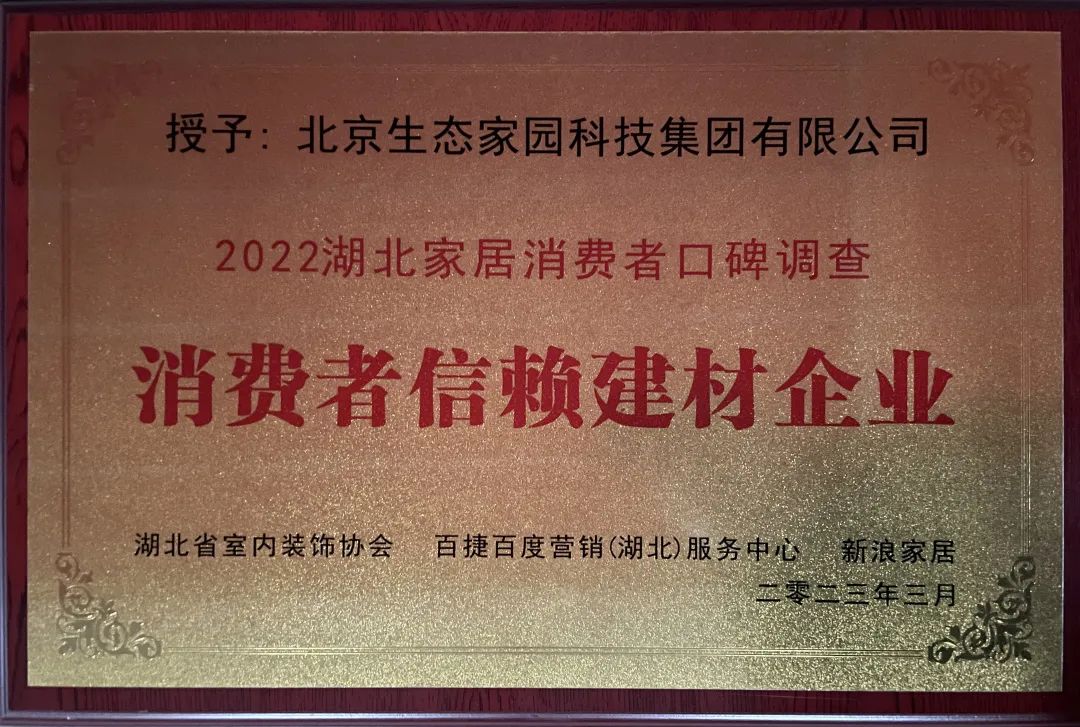 授予：北京生态家园科技集团有限公司
2022湖北家居消费者口碑调查
消费者信赖建材企业
湖北省室内装饰协会 百捷百度营销(湖北)服务中心 新浪家居
二零二三年三月